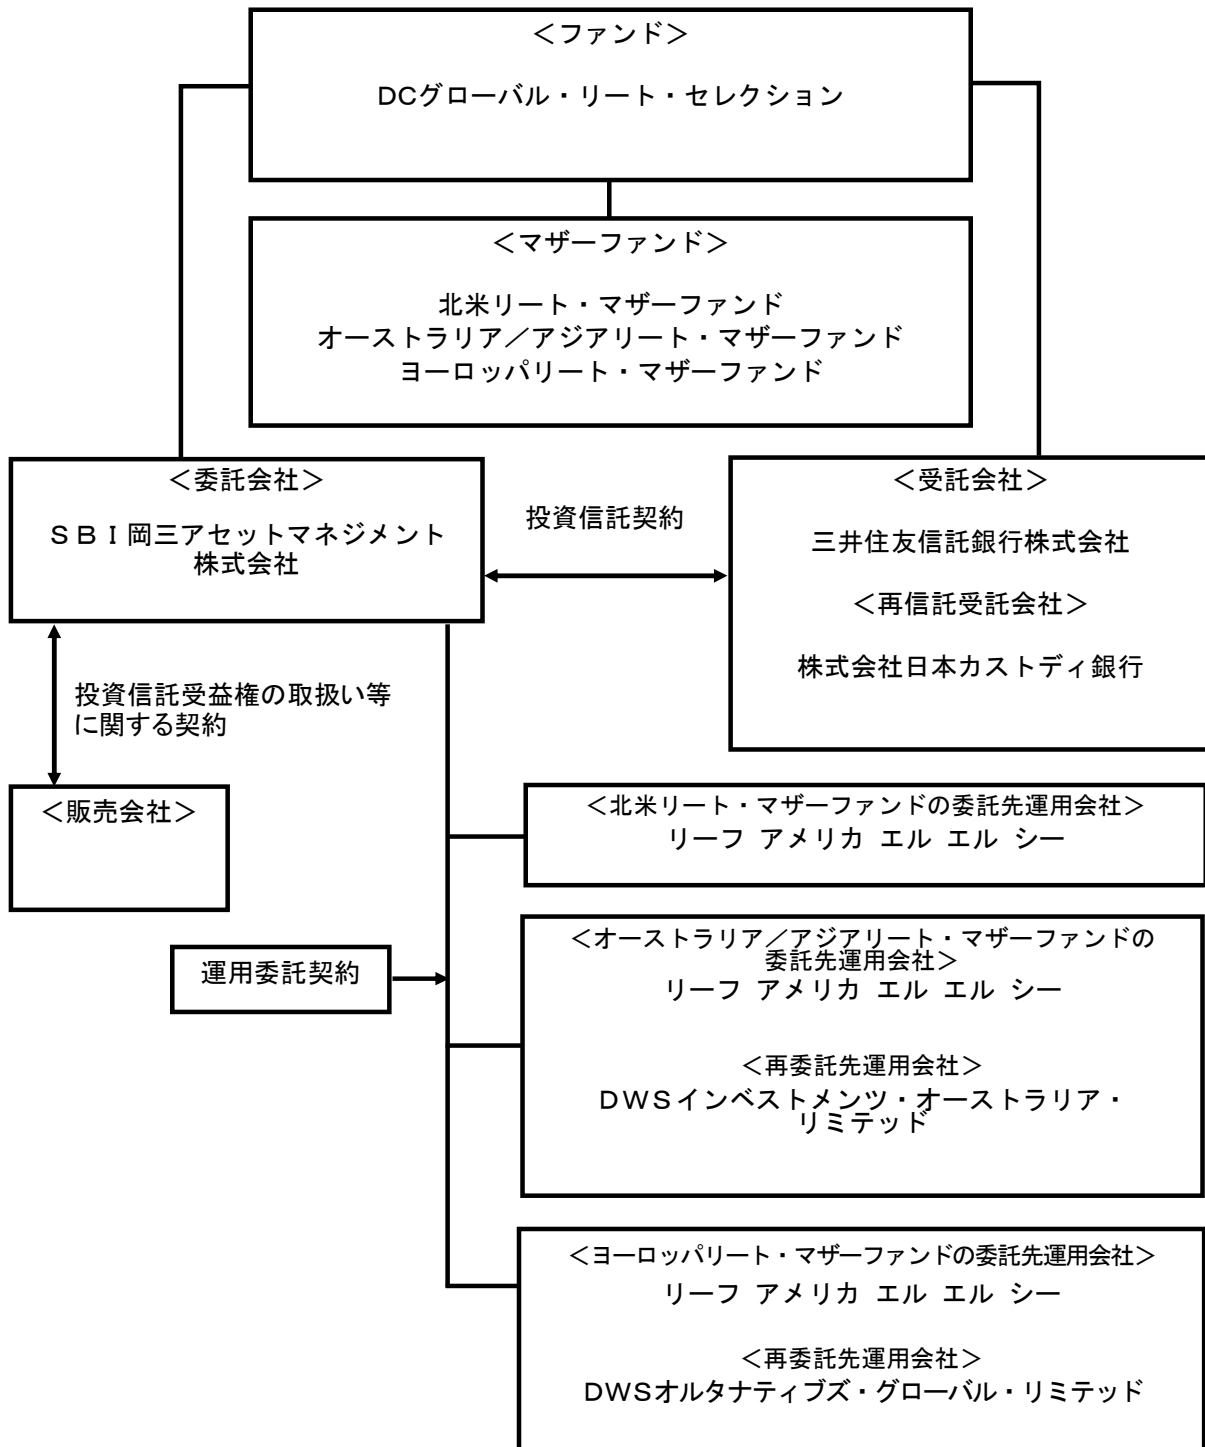 ＜ファンド＞
DCグローバル・リート・セレクション
＜マザーファンド＞
北米リート・マザーファンド
オーストラリア／アジアリート・マザーファンド
ヨーロッパリート・マザーファンド
＜委託会社＞
ＳＢＩ岡三アセットマネジメント
株式会社
投資信託契約
＜受託会社＞
三井住友信託銀行株式会社
＜再信託受託会社＞
株式会社日本カストディ銀行
投資信託受益権の取扱い等
に関する契約
＜販売会社＞
＜北米リート・マザーファンドの委託先運用会社＞
リーフ アメリカ エル エル シー
運用委託契約
＜オーストラリア／アジアリート・マザーファンドの
委託先運用会社＞
リーフ アメリカ エル エル シー
＜再委託先運用会社＞
ＤＷＳインベストメンツ・オーストラリア・
リミテッド
＜ヨーロッパリート・マザーファンドの委託先運用会社＞
リーフ アメリカ エル エル シー
＜再委託先運用会社＞
DWSオルタナティブズ・グローバル・リミテッド